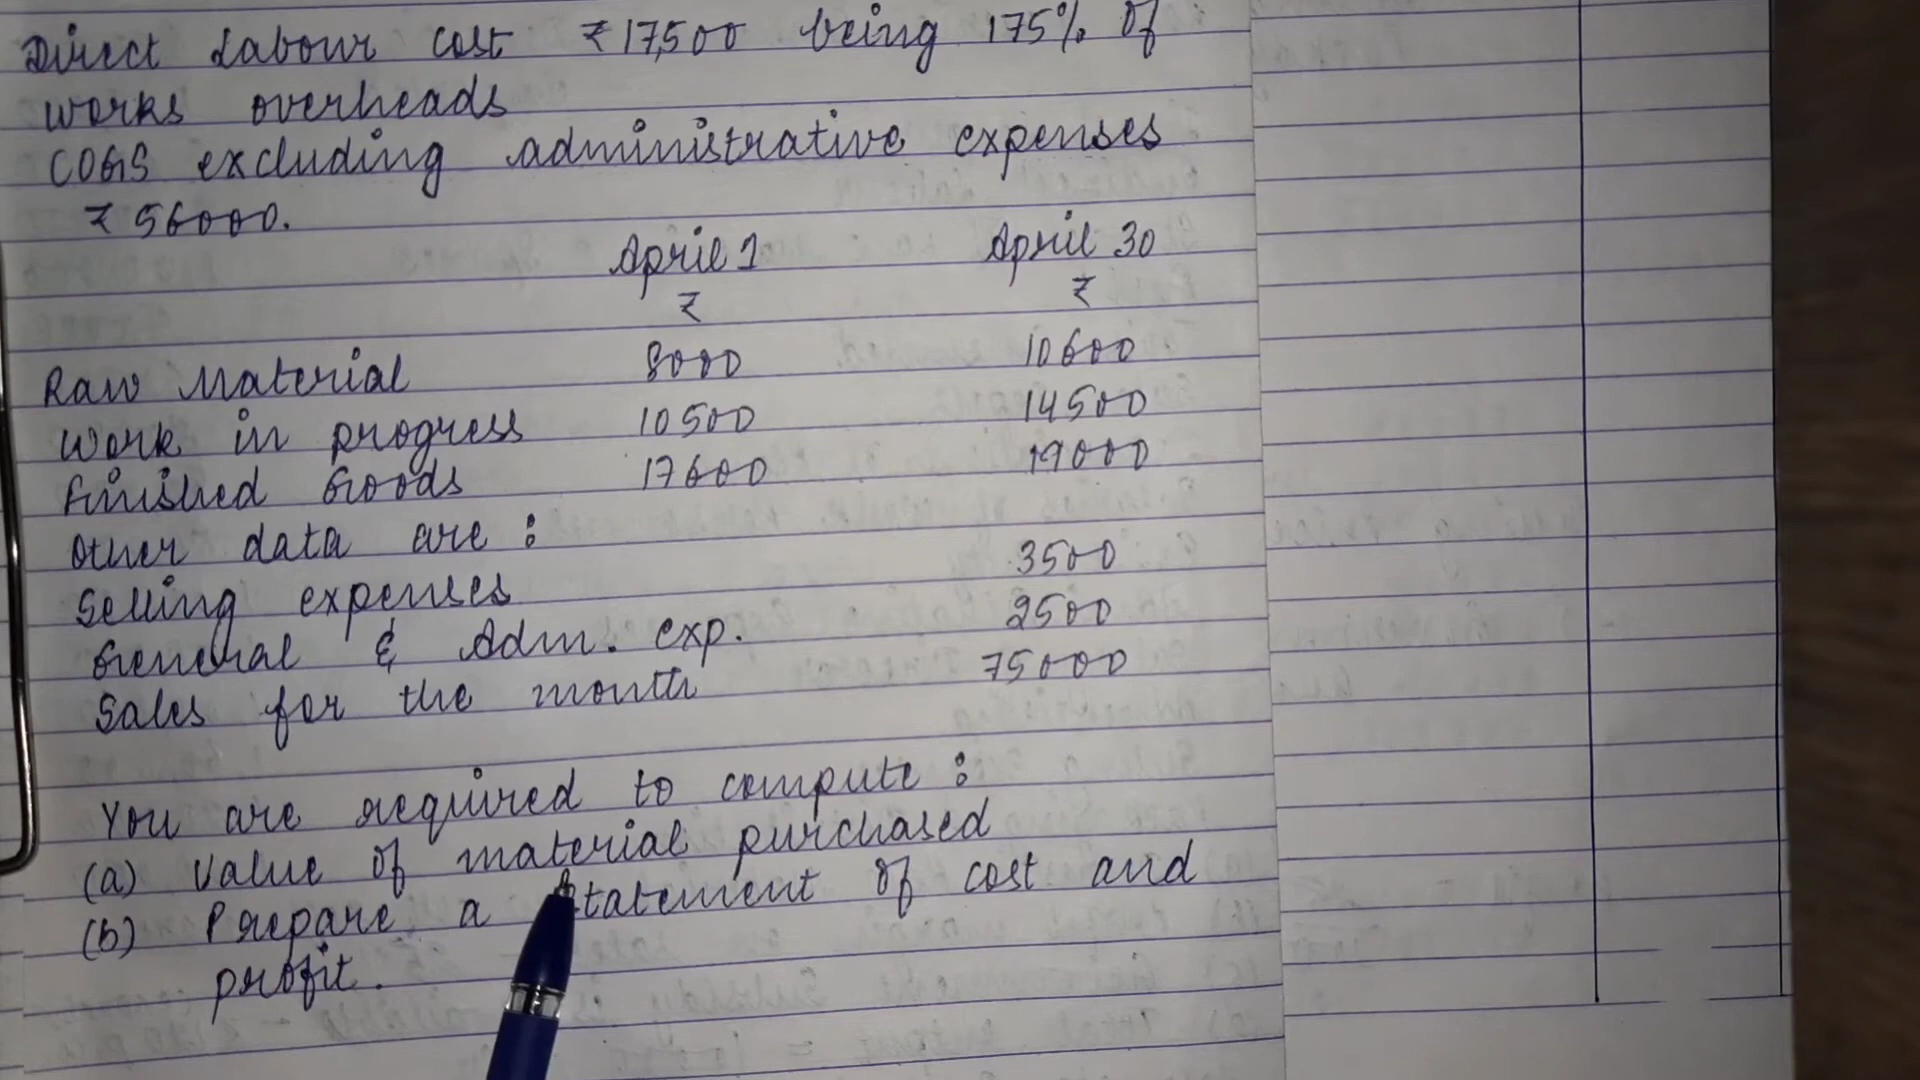 Direct Labour cost ₹17,500 being 175% of
works overheads
COGS excluding administrative expenses
₹ 56000.
April 1 April 30
₹ ₹
Raw Material 8000 10600
Work in progress 10500 14500
Finished Goods 17600 19000
Other data are :
Selling expenses 3500
General & Adm. exp. 2500
Sales for the month 75000
You are required to compute :
(a) Value of material purchased
(b) Prepare a statement of cost and
profit.